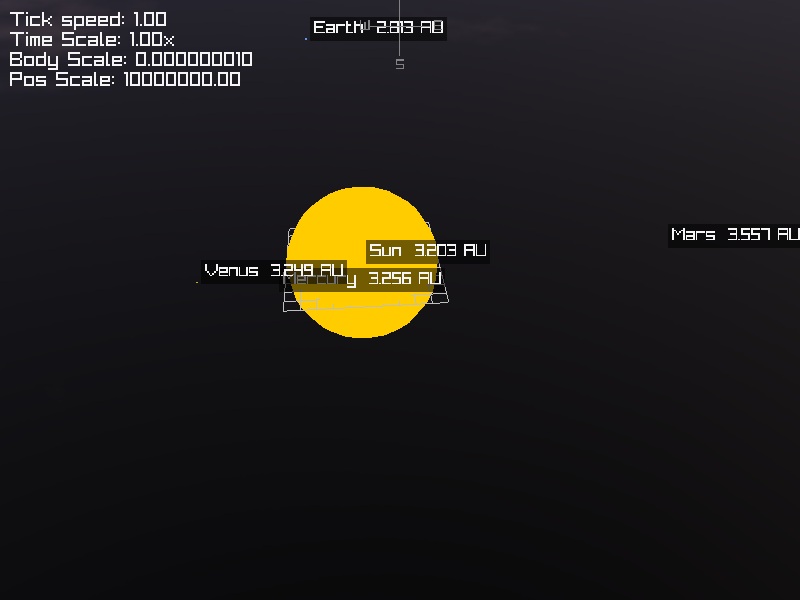 Tick speed: 1.00
Time Scale: 1.00x
Body Scale: 0.000000010
Pos Scale: 10000000.00
Earth 2.813 AU
S
Mars 3.557 AU
Sun 3.203 AU
Venus 3.249 AU
Mercury 3.256 AU